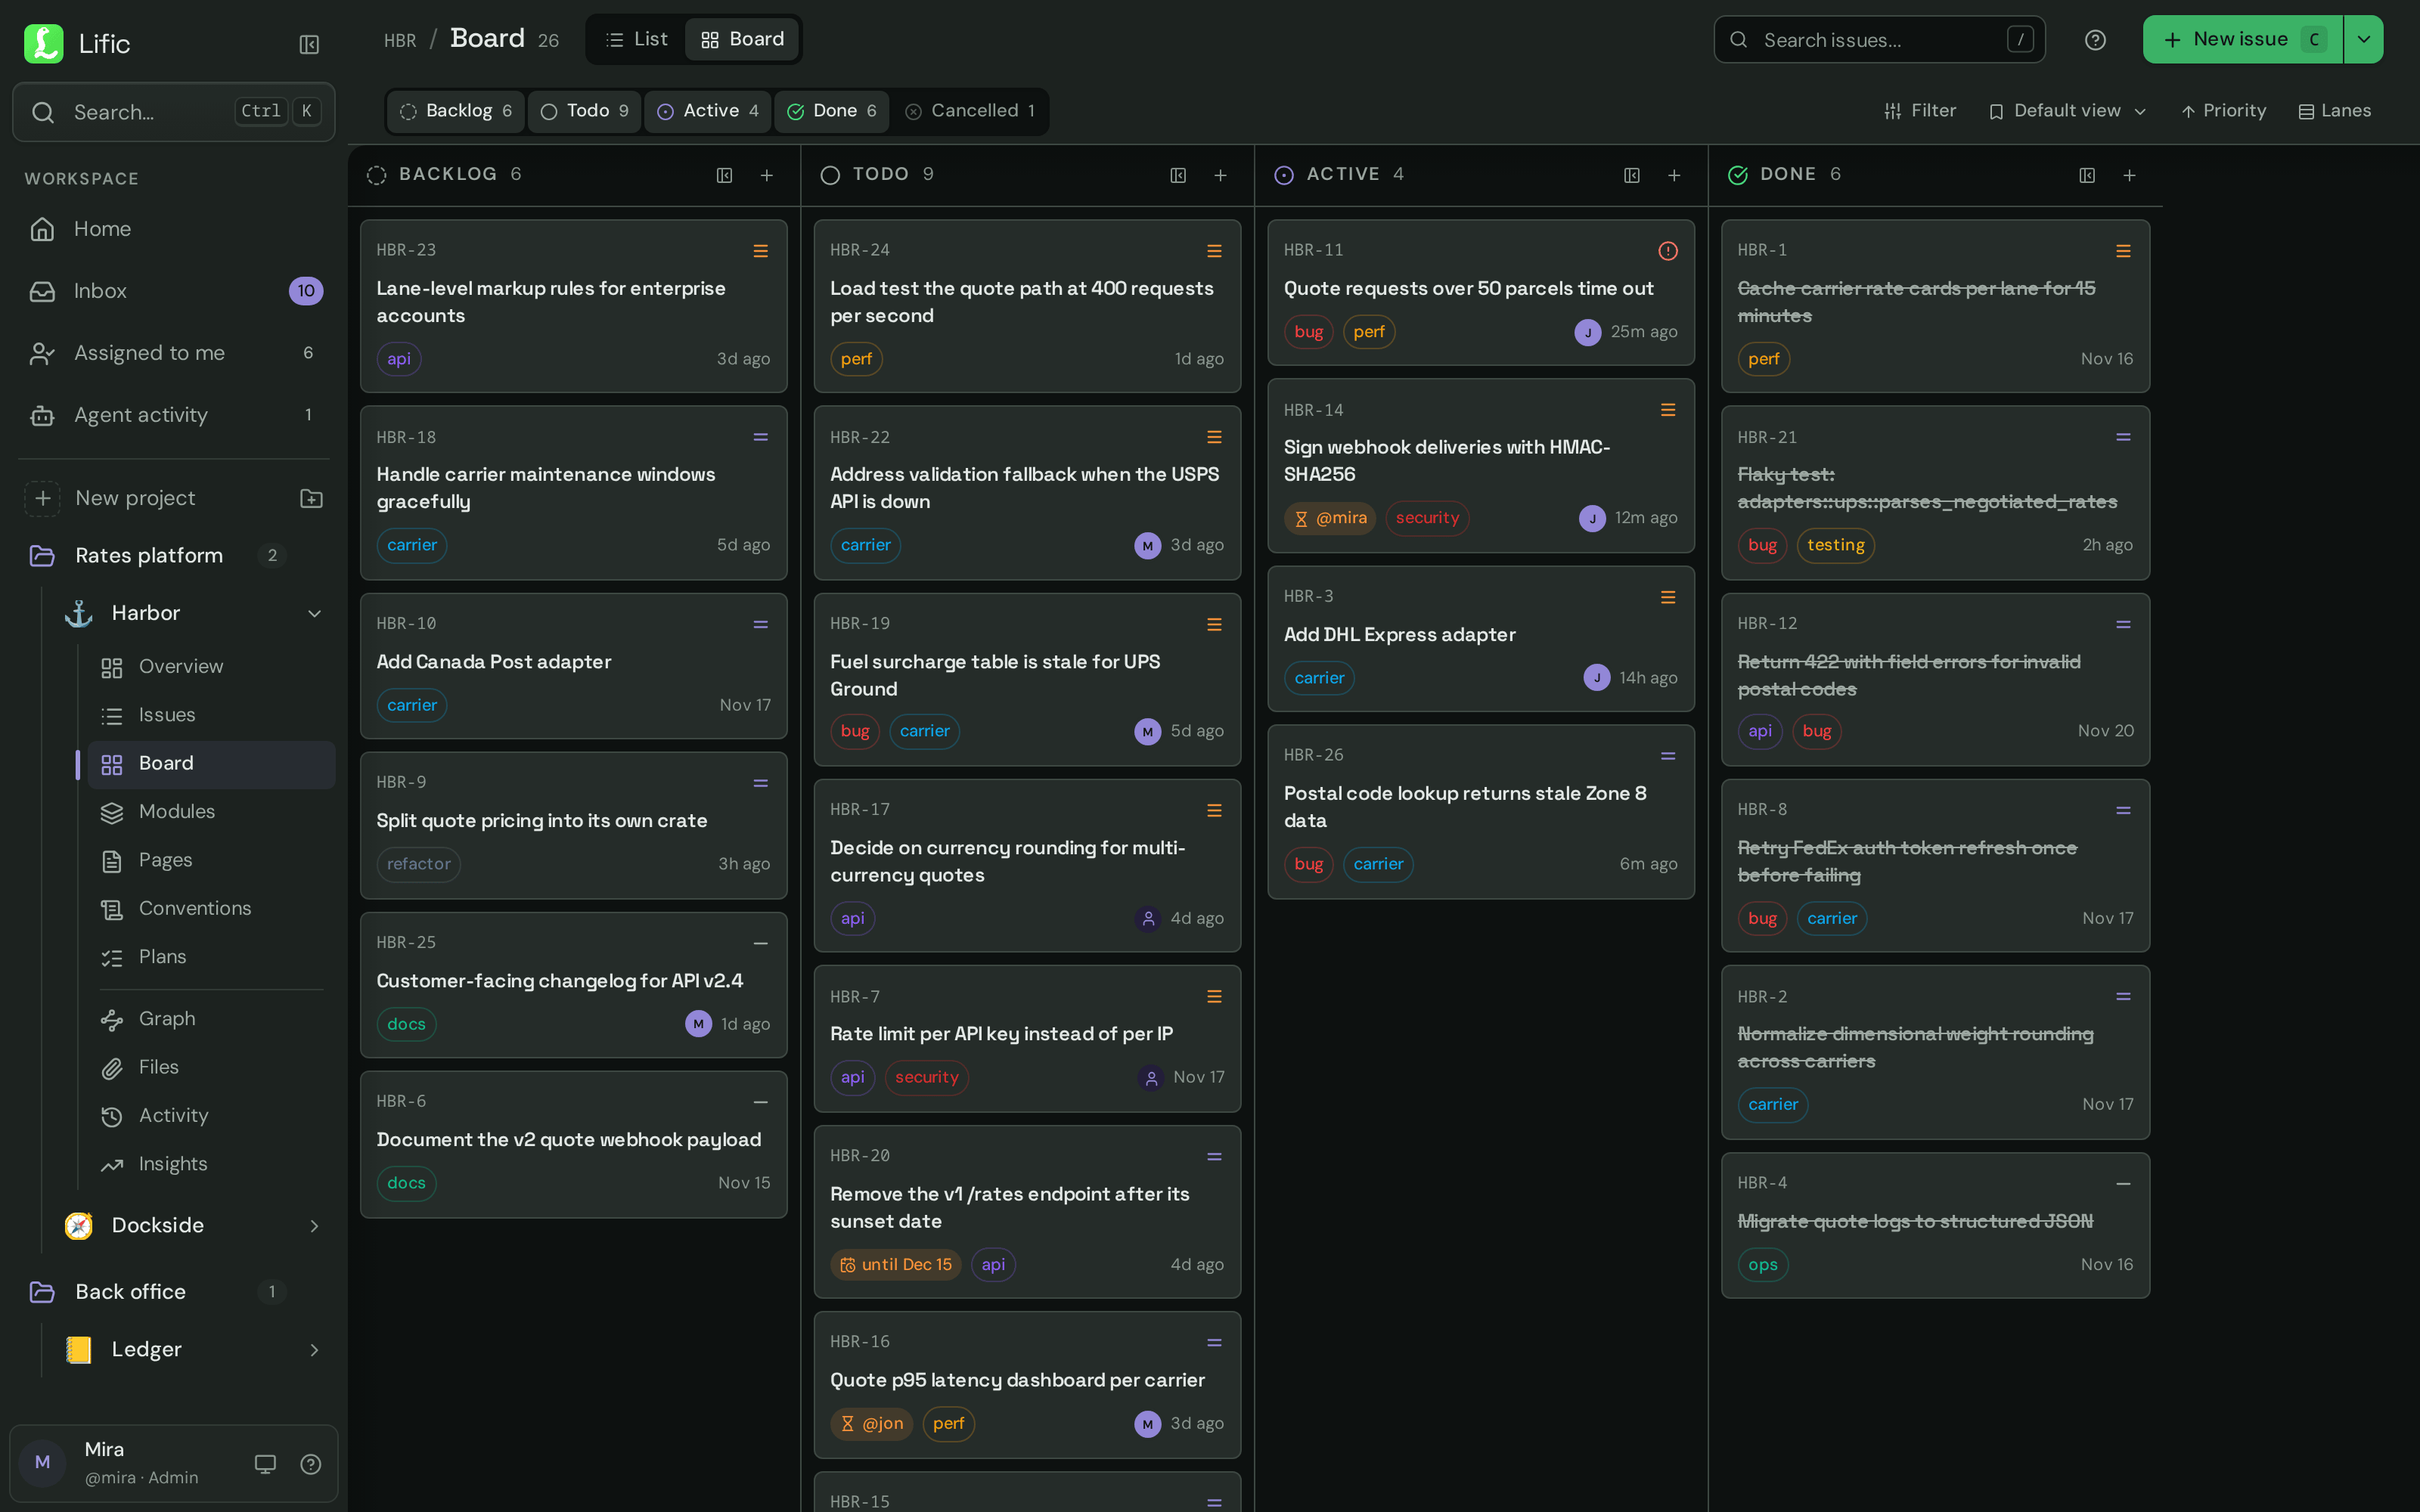 Lific
Search...
Ctrl K
WORKSPACE
Home
Inbox 10
Assigned to me 6
Agent activity 1
New project
Rates platform 2
Harbor
Overview
Issues
Board
Modules
Pages
Conventions
Plans
Graph
Files
Activity
Insights
Dockside
Back office 1
Ledger
M
Mira
@mira · Admin
HBR / Board 26
List
Board
Search issues... /
New issue C
Backlog 6
Todo 9
Active 4
Done 6
Cancelled 1
Filter
Default view
Priority
Lanes
BACKLOG 6
HBR-23
Lane-level markup rules for enterprise
accounts
api 3d ago
HBR-18
Handle carrier maintenance windows
gracefully
carrier 5d ago
HBR-10
Add Canada Post adapter
carrier Nov 17
HBR-9
Split quote pricing into its own crate
refactor 3h ago
HBR-25
Customer-facing changelog for API v2.4
docs M 1d ago
HBR-6
Document the v2 quote webhook payload
docs Nov 15
TODO 9
HBR-24
Load test the quote path at 400 requests
per second
perf 1d ago
HBR-22
Address validation fallback when the USPS
API is down
carrier M 3d ago
HBR-19
Fuel surcharge table is stale for UPS
Ground
bug carrier M 5d ago
HBR-17
Decide on currency rounding for multi-
currency quotes
api 4d ago
HBR-7
Rate limit per API key instead of per IP
api security Nov 17
HBR-20
Remove the v1 /rates endpoint after its
sunset date
until Dec 15 api 4d ago
HBR-16
Quote p95 latency dashboard per carrier
@jon perf M 3d ago
HBR-15
ACTIVE 4
HBR-11
Quote requests over 50 parcels time out
bug perf J 25m ago
HBR-14
Sign webhook deliveries with HMAC-
SHA256
@mira security J 12m ago
HBR-3
Add DHL Express adapter
carrier J 14h ago
HBR-26
Postal code lookup returns stale Zone 8
data
bug carrier 6m ago
DONE 6
HBR-1
Cache carrier rate cards per lane for 15
minutes
perf Nov 16
HBR-21
Flaky test:
adapters::ups::parses_negotiated_rates
bug testing 2h ago
HBR-12
Return 422 with field errors for invalid
postal codes
api bug Nov 20
HBR-8
Retry FedEx auth token refresh once
before failing
bug carrier Nov 17
HBR-2
Normalize dimensional weight rounding
across carriers
carrier Nov 17
HBR-4
Migrate quote logs to structured JSON
ops Nov 16